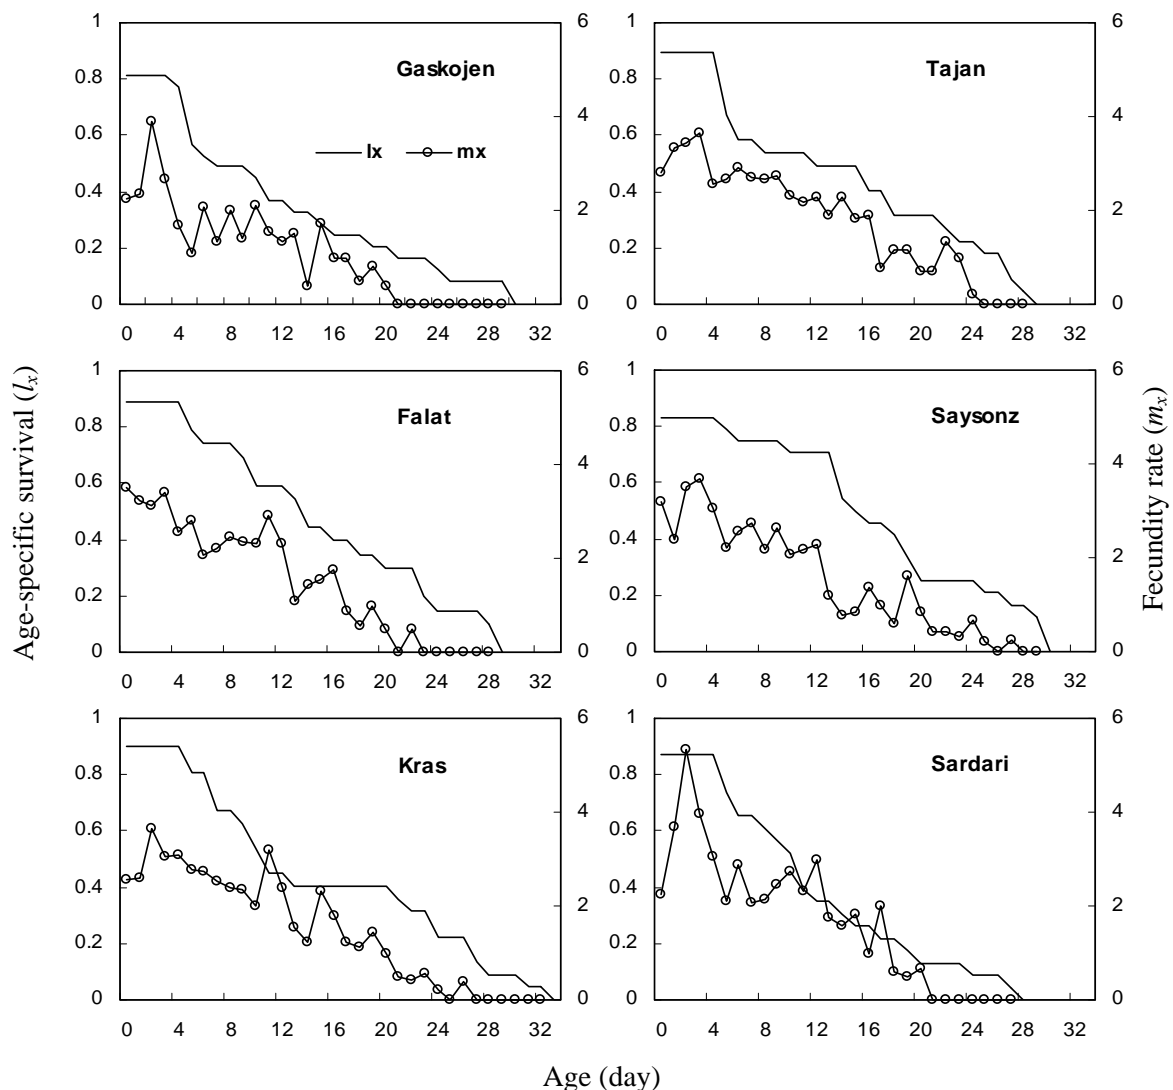 1 6 1 6
Gaskojen Tajan
0.8 0.8
4 4
0.6 lx mx 0.6
0.4 2 0.4 2
0.2 0.2
0 0 0 0
0 4 8 12 16 20 24 28 32 0 4 8 12 16 20 24 28 32
Age-specific survival (lx)
Fecundity rate (mx)
1 6 1 6
Falat Saysonz
0.8 0.8
4 4
0.6 0.6
0.4 2 0.4 2
0.2 0.2
0 0 0 0
0 4 8 12 16 20 24 28 32 0 4 8 12 16 20 24 28 32
1 6 1 6
Kras Sardari
0.8 0.8
4 4
0.6 0.6
0.4 2 0.4 2
0.2 0.2
0 0 0 0
0 4 8 12 16 20 24 28 32 0 4 8 12 16 20 24 28 32
Age (day)